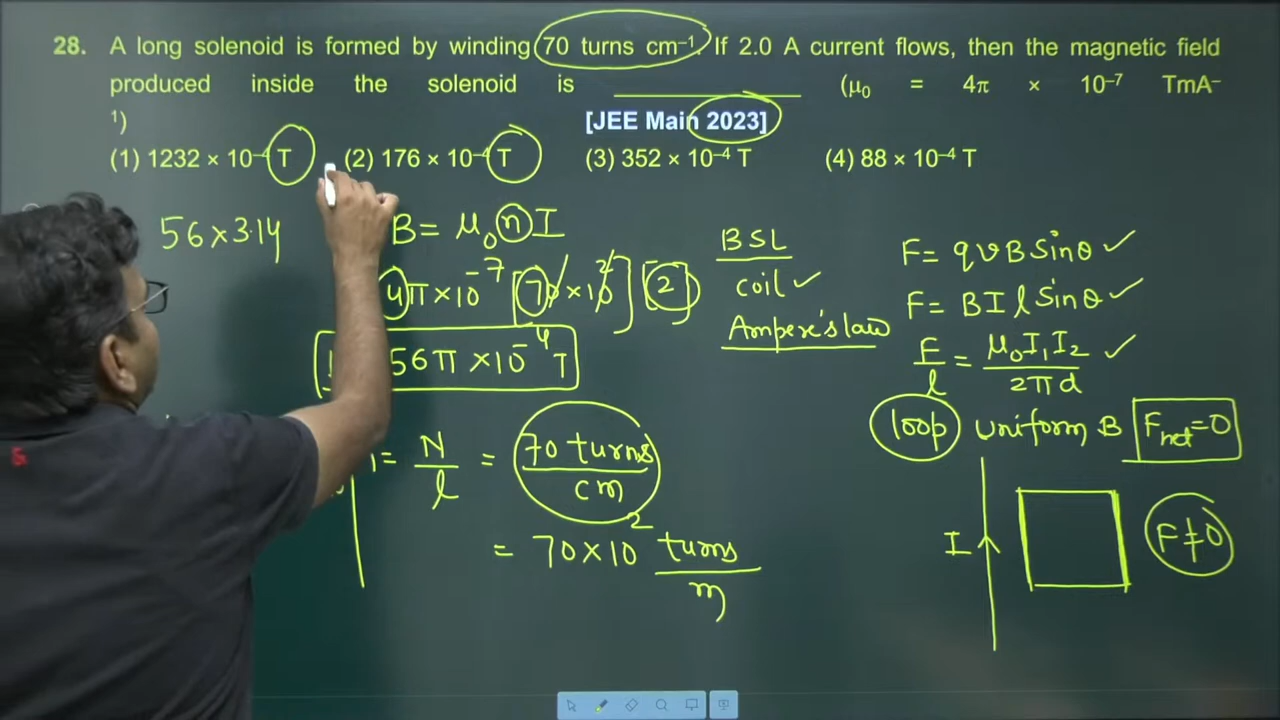 28. A long solenoid is formed by winding 70 turns cm⁻¹. If 2.0 A current flows, then the magnetic field
produced inside the solenoid is __________ (μ₀ = 4π × 10⁻⁷ TmA⁻
¹)
[JEE Main 2023]
(1) 1232 × 10⁻⁴ T (2) 176 × 10⁻⁴ T (3) 352 × 10⁻⁴ T (4) 88 × 10⁻⁴ T
56×3.14
B = μ₀nI
4π×10⁻⁷ [70×10²] [2]
56π×10⁻⁴ T
= N/l = 70 turns/cm
= 70×10² turns/m
BSL
coil ✓
Ampere's law
F = qvB Sinθ ✓
F = BIl Sinθ ✓
F/l = μ₀I₁I₂/2πd ✓
loop uniform B Fnet=0
I F≠0